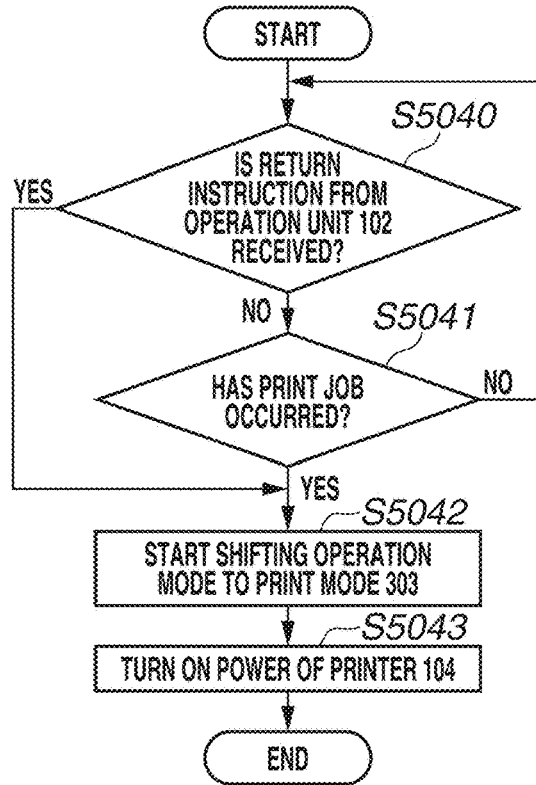 START
S5040
YES
IS RETURN
INSTRUCTION FROM
OPERATION UNIT 102
RECEIVED?
NO
S5041
HAS PRINT JOB
OCCURRED?
NO
YES
S5042
START SHIFTING OPERATION
MODE TO PRINT MODE 303
S5043
TURN ON POWER OF PRINTER 104
END